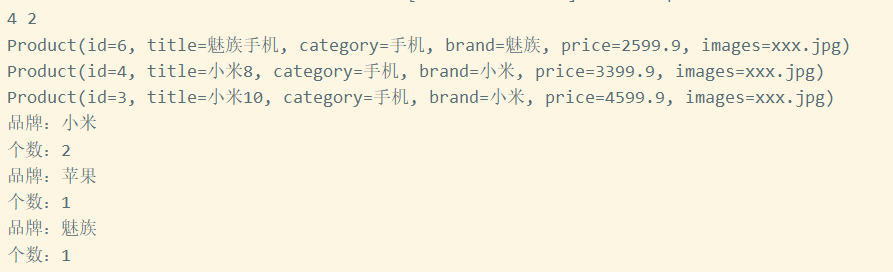 4 2
Product(id=6, title=魅族手机, category=手机, brand=魅族, price=2599.9, images=xxx.jpg)
Product(id=4, title=小米8, category=手机, brand=小米, price=3399.9, images=xxx.jpg)
Product(id=3, title=小米10, category=手机, brand=小米, price=4599.9, images=xxx.jpg)
品牌：小米
个数：2
品牌：苹果
个数：1
品牌：魅族
个数：1